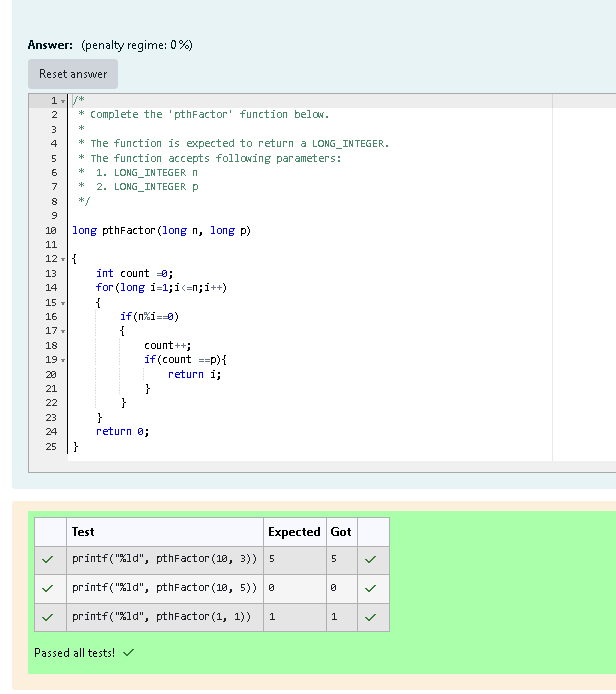 Answer: (penalty regime: 0 %)
Reset answer
1 /*
2  * Complete the 'pthFactor' function below.
3  *
4  * The function is expected to return a LONG_INTEGER.
5  * The function accepts following parameters:
6  *  1. LONG_INTEGER n
7  *  2. LONG_INTEGER p
8  */
9
10 long pthFactor(long n, long p)
11
12 {
13     int count =0;
14     for(long i=1;i<=n;i++)
15     {
16         if(n%i==0)
17         {
18             count++;
19             if(count ==p){
20                 return i;
21             }
22         }
23     }
24     return 0;
25 }
Test Expected Got
✓ printf("%ld", pthFactor(10, 3)) 5 5 ✓
✓ printf("%ld", pthFactor(10, 5)) 0 0 ✓
✓ printf("%ld", pthFactor(1, 1)) 1 1 ✓
Passed all tests! ✓